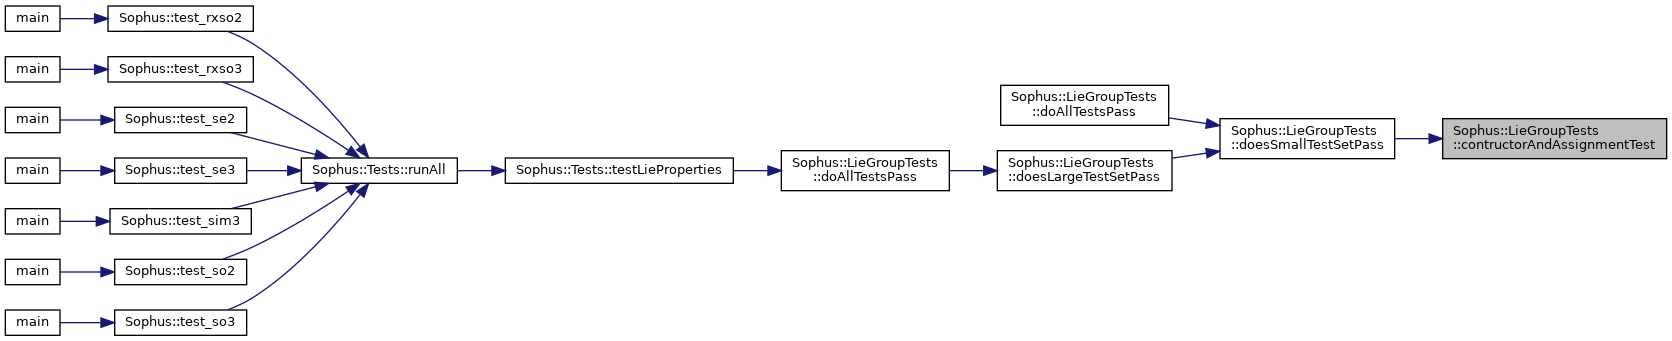 main
Sophus::test_rxso2
main
Sophus::test_rxso3
main
Sophus::test_se2
main
Sophus::test_se3
main
Sophus::test_sim3
main
Sophus::test_so2
main
Sophus::test_so3
Sophus::Tests::runAll
Sophus::Tests::testLieProperties
Sophus::LieGroupTests
::doAllTestsPass
Sophus::LieGroupTests
::doAllTestsPass
Sophus::LieGroupTests
::doesLargeTestSetPass
Sophus::LieGroupTests
::doesSmallTestSetPass
Sophus::LieGroupTests
::contructorAndAssignmentTest